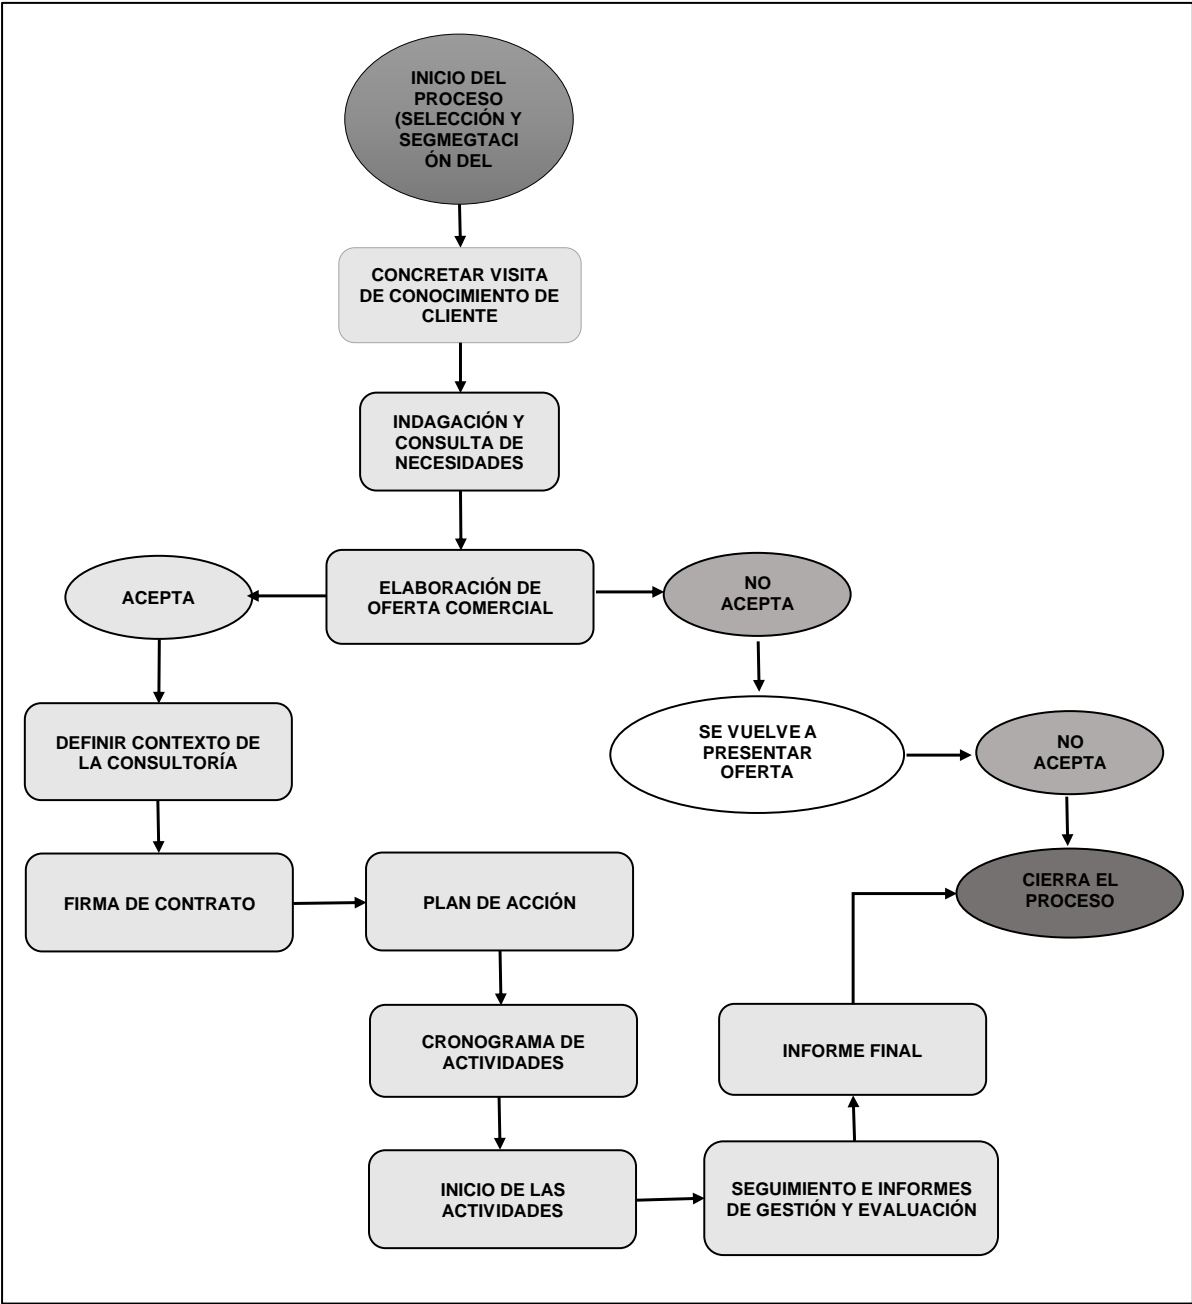 INICIO DEL
PROCESO
(SELECCIÓN Y
SEGMEGTACI
ÓN DEL
CONCRETAR VISITA
DE CONOCIMIENTO DE
CLIENTE
INDAGACIÓN Y
CONSULTA DE
NECESIDADES
ELABORACIÓN DE
OFERTA COMERCIAL
ACEPTA
NO
ACEPTA
DEFINIR CONTEXTO DE
LA CONSULTORÍA
SE VUELVE A
PRESENTAR
OFERTA
NO
ACEPTA
FIRMA DE CONTRATO
PLAN DE ACCIÓN
CIERRA EL
PROCESO
CRONOGRAMA DE
ACTIVIDADES
INFORME FINAL
INICIO DE LAS
ACTIVIDADES
SEGUIMIENTO E INFORMES
DE GESTIÓN Y EVALUACIÓN